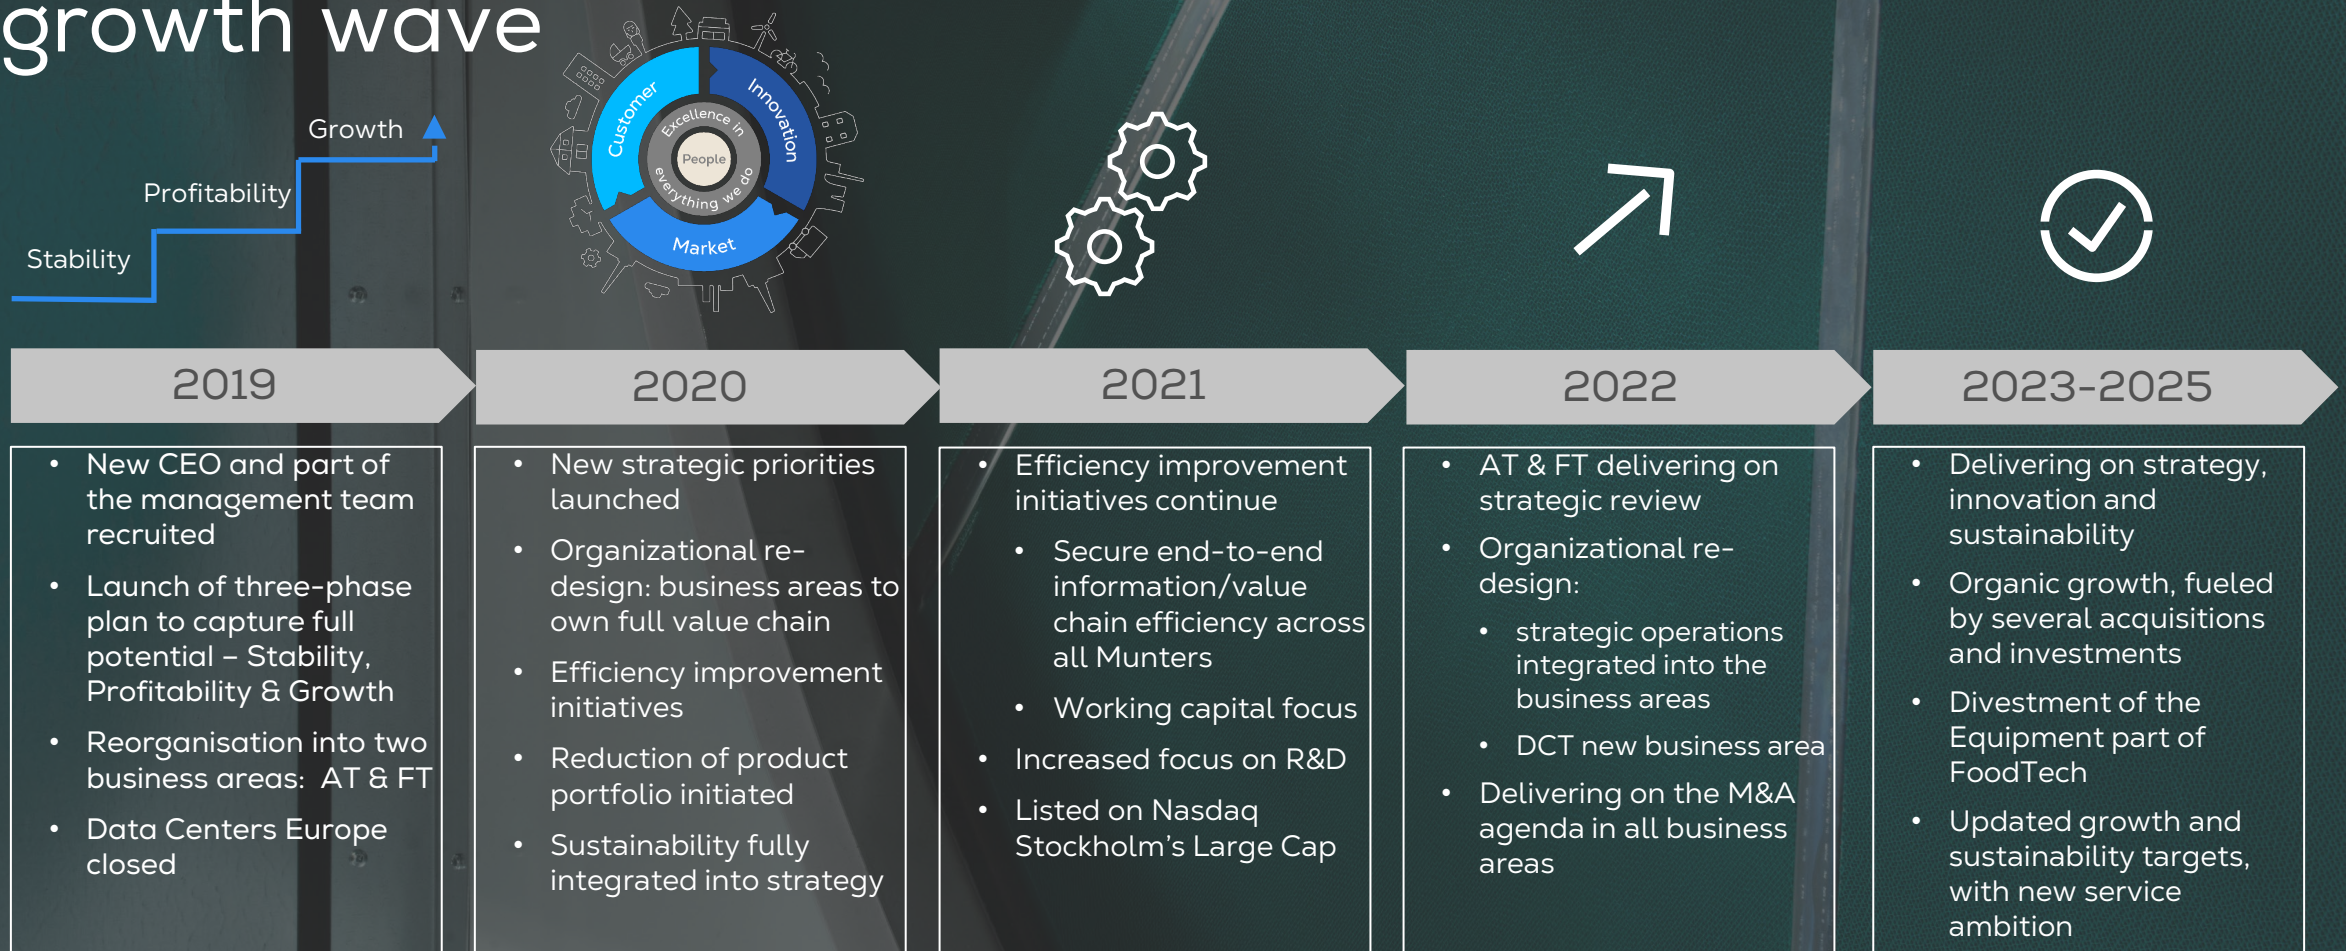 growth wave
Growth
Profitability
Stability
Customer
Innovation
Market
Excellence in
everything we do
People
2019
• New CEO and part of
the management team
recruited
• Launch of three-phase
plan to capture full
potential – Stability,
Profitability & Growth
• Reorganisation into two
business areas:  AT & FT
• Data Centers Europe
closed
2020
• New strategic priorities
launched
• Organizational re-
design: business areas to
own full value chain
• Efficiency improvement
initiatives
• Reduction of product
portfolio initiated
• Sustainability fully
integrated into strategy
2021
• Efficiency improvement
initiatives continue
• Secure end-to-end
information/value
chain efficiency across
all Munters
• Working capital focus
• Increased focus on R&D
• Listed on Nasdaq
Stockholm’s Large Cap
2022
• AT & FT delivering on
strategic review
• Organizational re-
design:
• strategic operations
integrated into the
business areas
• DCT new business area
• Delivering on the M&A
agenda in all business
areas
2023-2025
• Delivering on strategy,
innovation and
sustainability
• Organic growth, fueled
by several acquisitions
and investments
• Divestment of the
Equipment part of
FoodTech
• Updated growth and
sustainability targets,
with new service
ambition